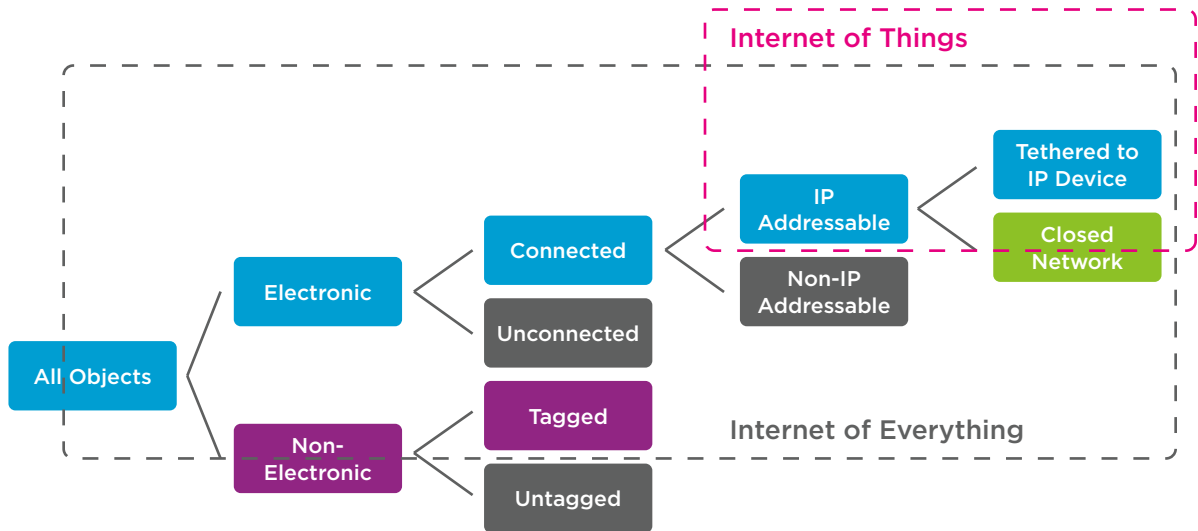 Internet of Things
Tethered to
IP Device
IP
Addressable
Closed
Network
Connected
Non-IP
Addressable
Electronic
Unconnected
All Objects
Tagged
Internet of Everything
Non-
Electronic
Untagged